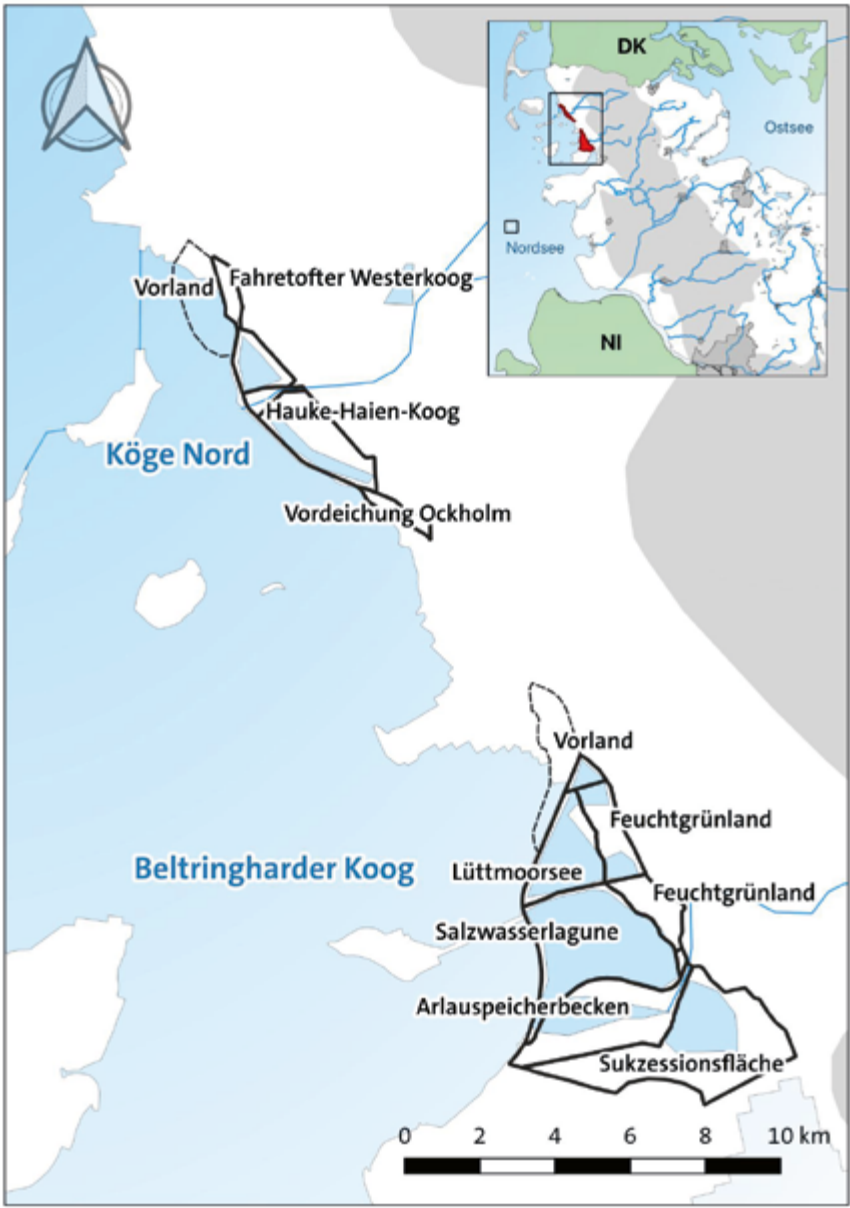 DK
Ostsee
Nordsee
NI
Vorland
Fahretofter Westerkoog
Hauke-Haien-Koog
Köge Nord
Vordeichung Ockholm
Vorland
Feuchtgrünland
Beltringharder Koog
Lüttmoorsee
Feuchtgrünland
Salzwasserlagune
Arlauspeicherbecken
Sukzessionsfläche
0 2 4 6 8 10 km